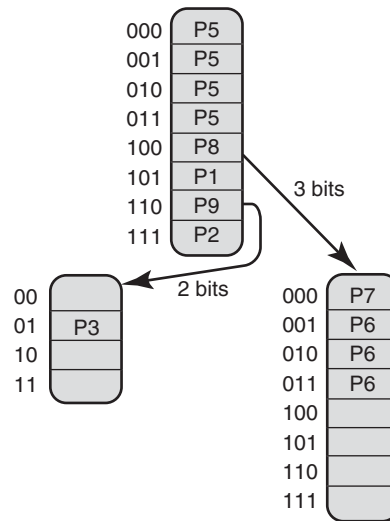 000 P5
001 P5
010 P5
011 P5
100 P8
101 P1
110 P9
111 P2
3 bits
2 bits
00
01 P3
10
11
000 P7
001 P6
010 P6
011 P6
100
101
110
111